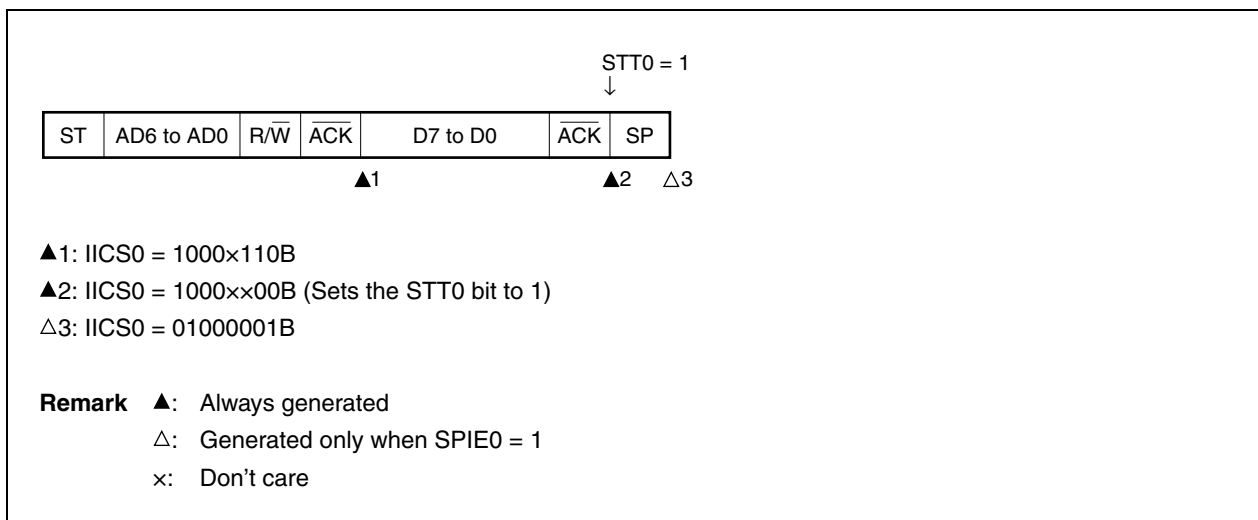 STT0 = 1
↓
ST AD6 to AD0 R/W̅ A̅C̅K̅ D7 to D0 A̅C̅K̅ SP
▲1 ▲2 △3
▲1: IICS0 = 1000×110B
▲2: IICS0 = 1000××00B (Sets the STT0 bit to 1)
△3: IICS0 = 01000001B
Remark ▲: Always generated
△: Generated only when SPIE0 = 1
×: Don't care